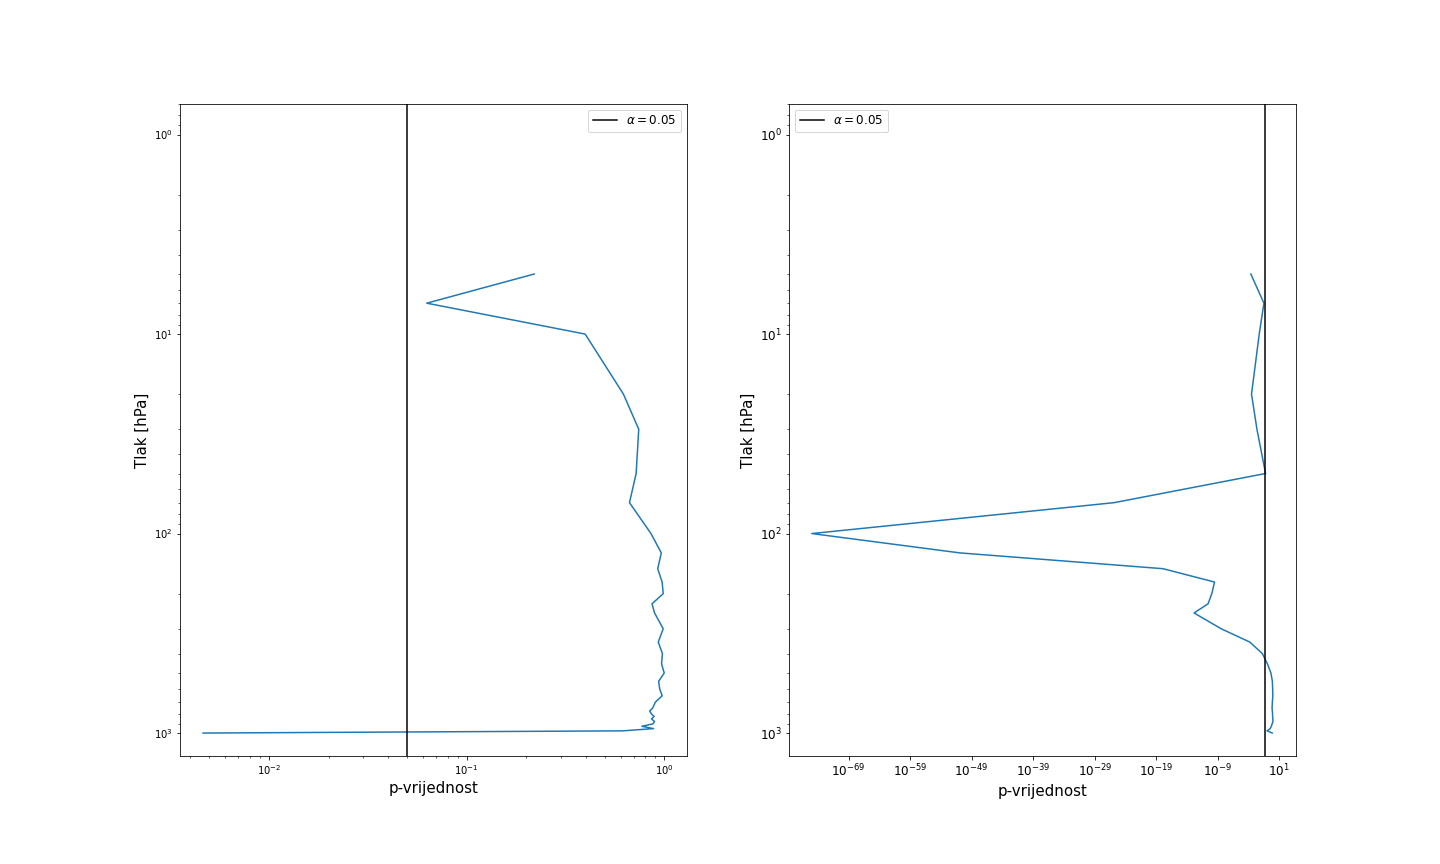 α = 0.05
10⁰
10¹
10²
10³
Tlak [hPa]
10⁻² 10⁻¹ 10⁰
p-vrijednost
α = 0.05
10⁰
10¹
10²
10³
Tlak [hPa]
10⁻⁶⁹ 10⁻⁵⁹ 10⁻⁴⁹ 10⁻³⁹ 10⁻²⁹ 10⁻¹⁹ 10⁻⁹ 10¹
p-vrijednost